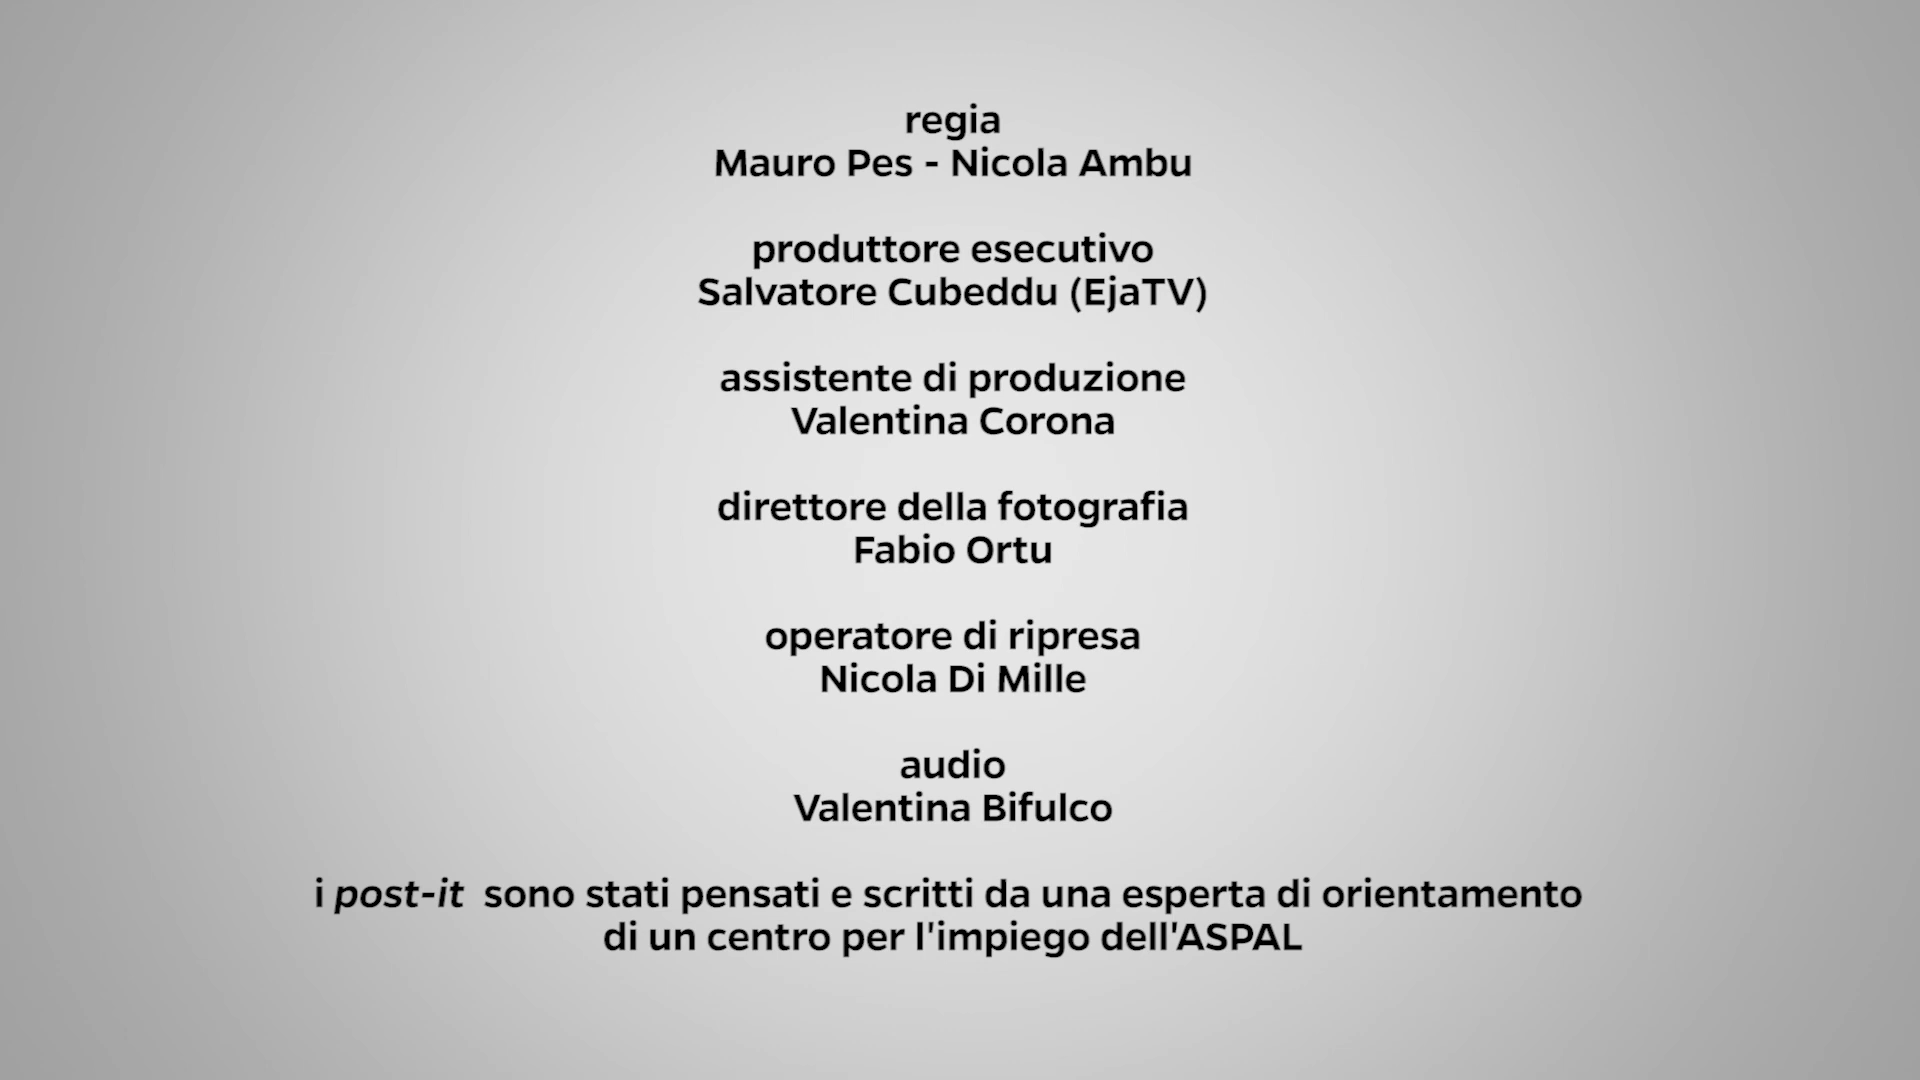 regia
Mauro Pes - Nicola Ambu
produttore esecutivo
Salvatore Cubeddu (EjaTV)
assistente di produzione
Valentina Corona
direttore della fotografia
Fabio Ortu
operatore di ripresa
Nicola Di Mille
audio
Valentina Bifulco
i post-it sono stati pensati e scritti da una esperta di orientamento
di un centro per l'impiego dell'ASPAL